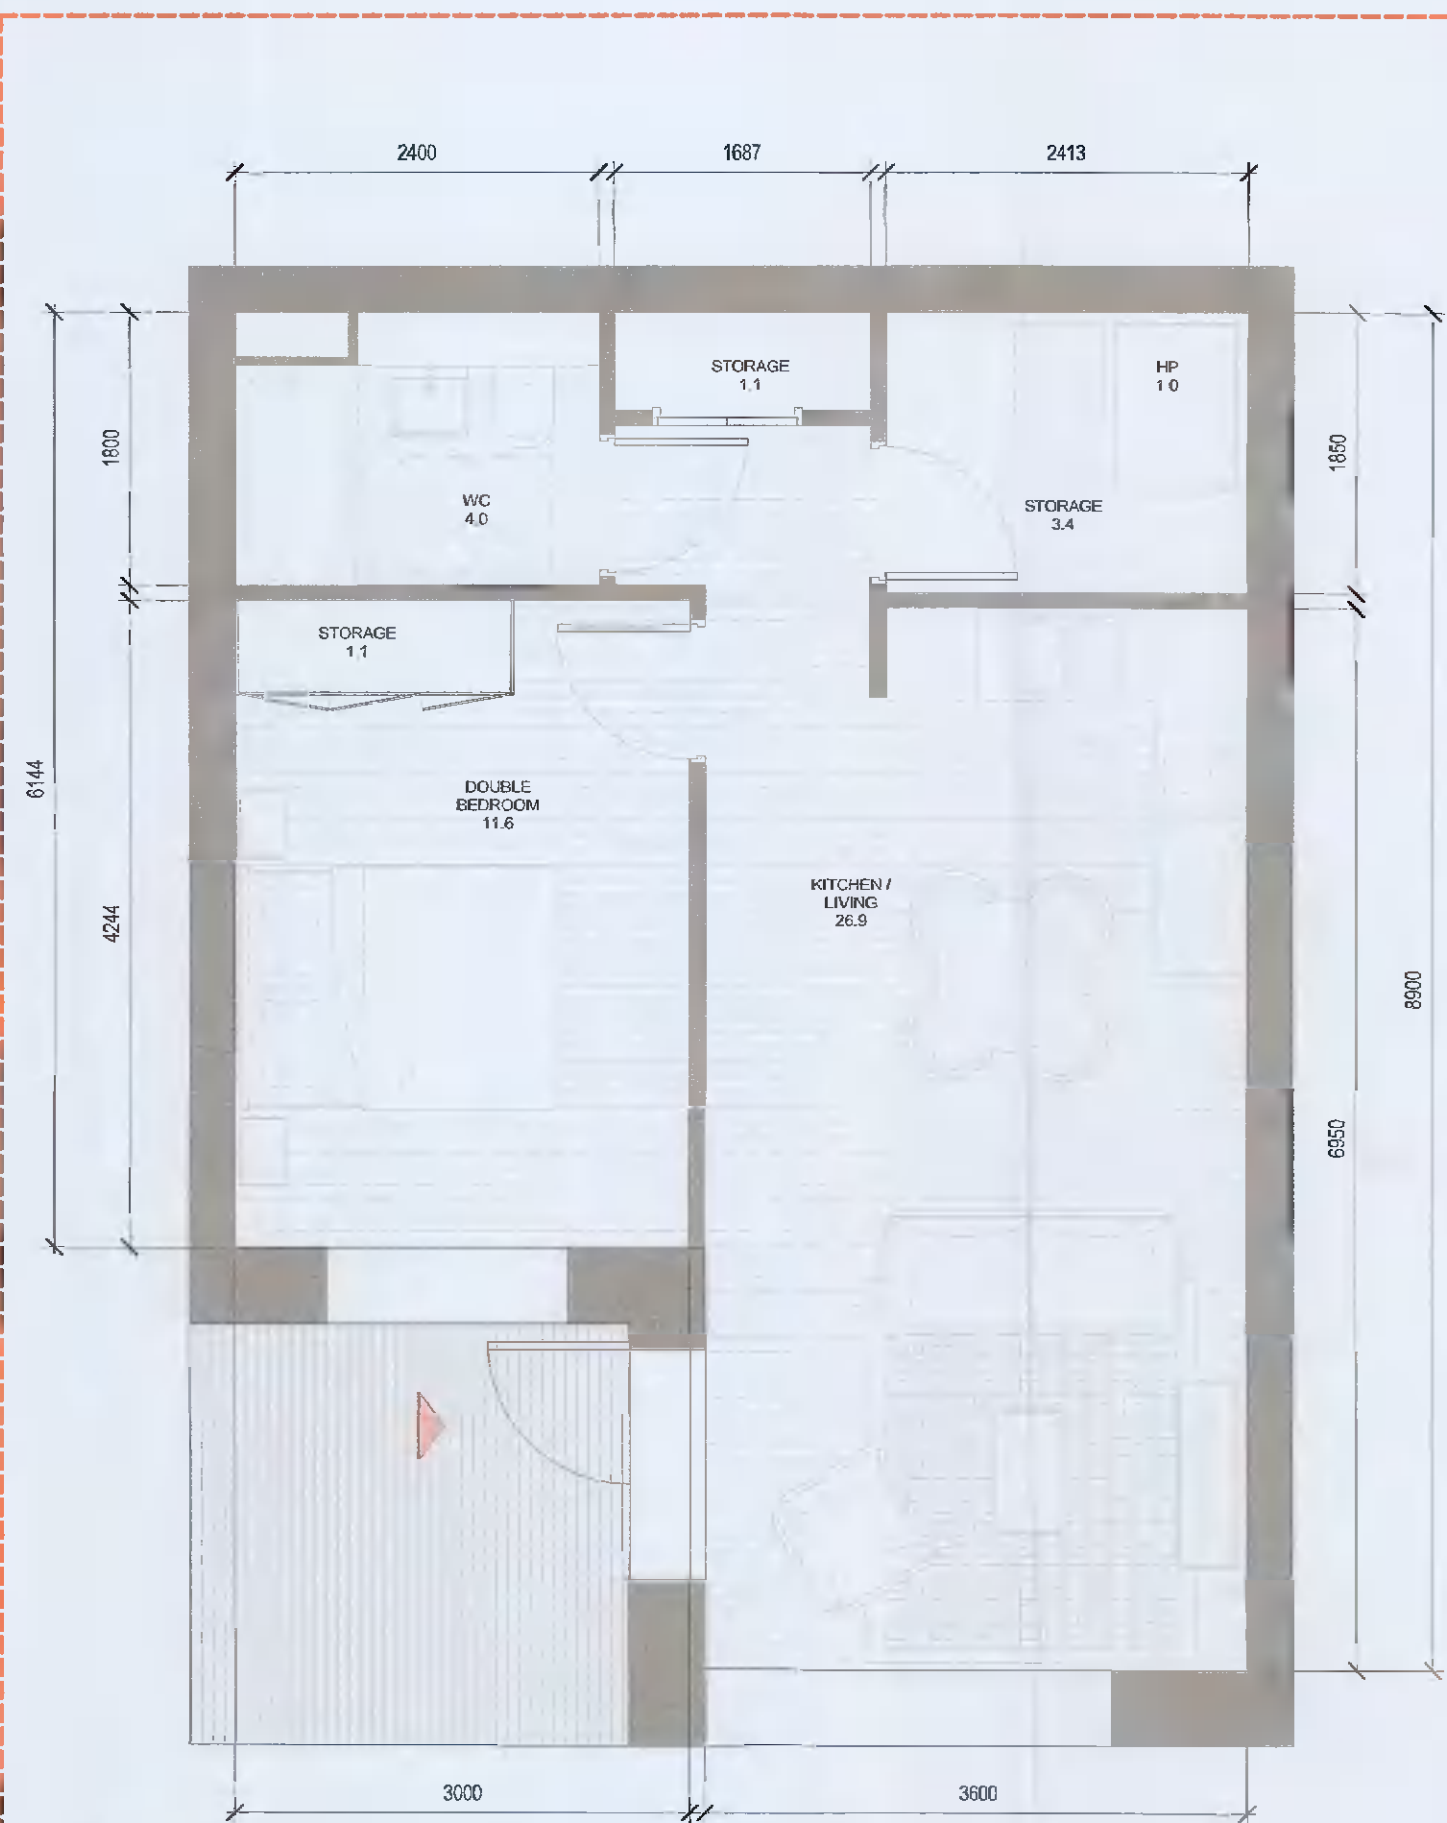 2400
1687
2413
STORAGE
1.1
HP
1.0
1800
1850
WC
4.0
STORAGE
3.4
STORAGE
1.1
6144
DOUBLE
BEDROOM
11.6
KITCHEN /
LIVING
26.9
4244
8900
6950
3000
3600